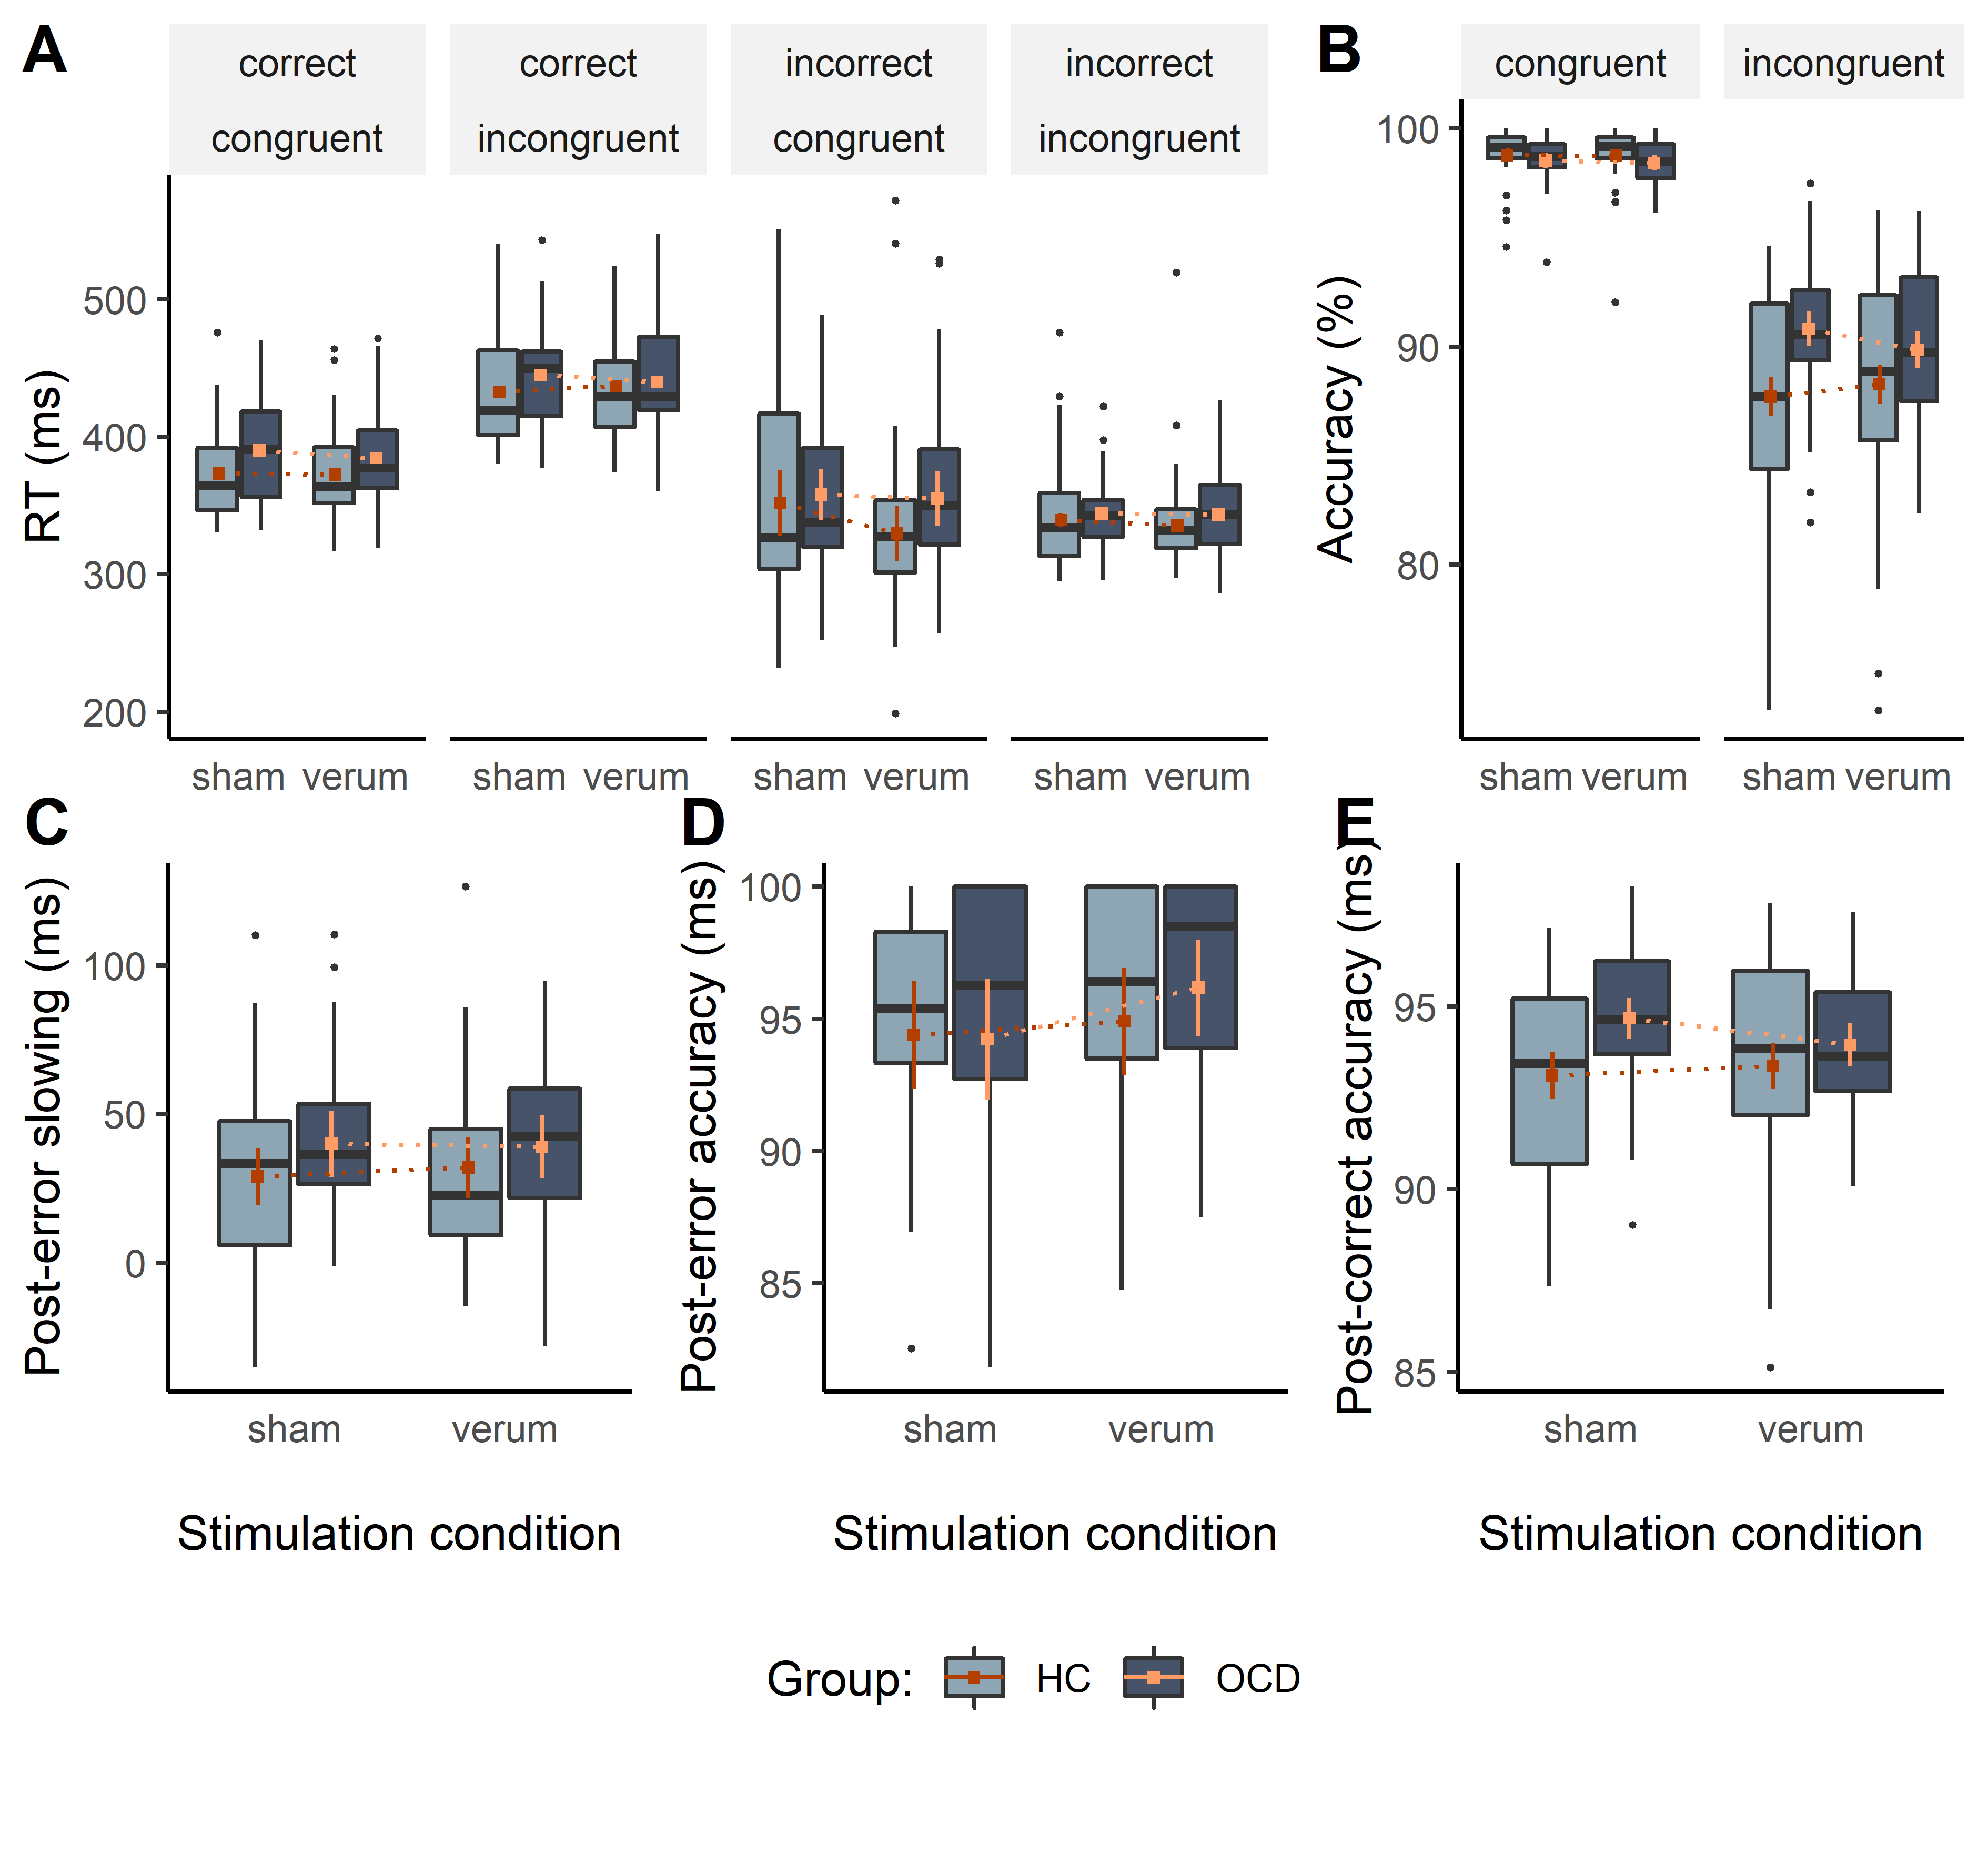 A
correct
congruent
correct
incongruent
incorrect
congruent
incorrect
incongruent
RT (ms)
500
400
300
200
sham verum
sham verum
sham verum
sham verum
B
congruent
incongruent
Accuracy (%)
100
90
80
sham verum
sham verum
C
Post-error slowing (ms)
100
50
0
sham verum
Stimulation condition
D
Post-error accuracy (ms)
100
95
90
85
sham verum
Stimulation condition
E
Post-correct accuracy (ms)
95
90
85
sham verum
Stimulation condition
Group: HC OCD